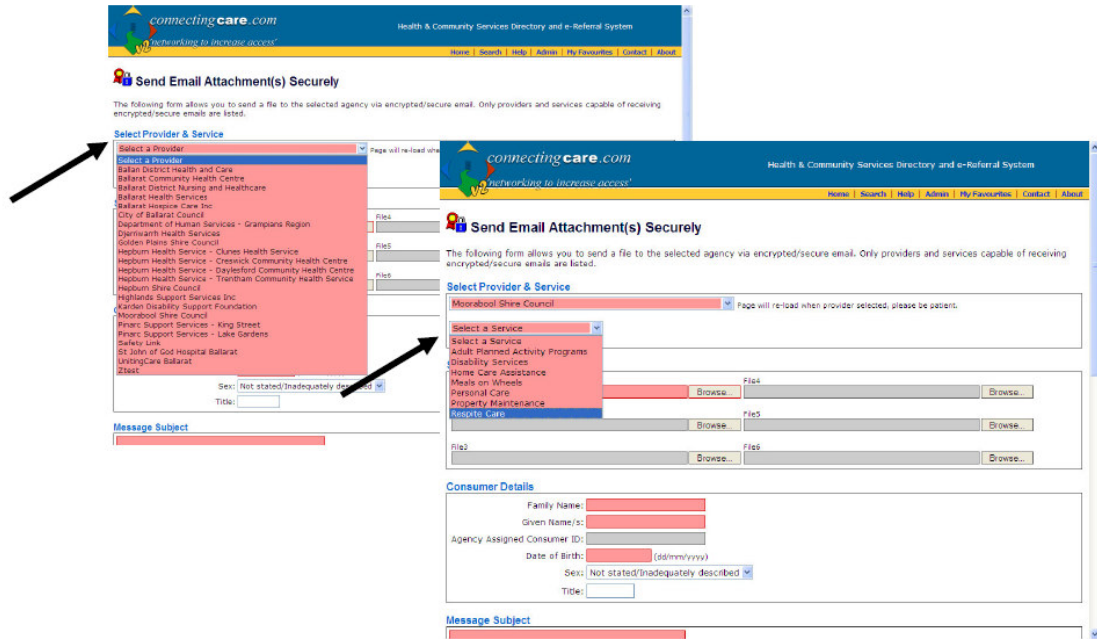 connectingcare.com
'networking to increase access'
v2
Health & Community Services Directory and e-Referral System
Home | Search | Help | Admin | My Favourites | Contact | About
Send Email Attachment(s) Securely
The following form allows you to send a file to the selected agency via encrypted/secure email. Only providers and services capable of receiving
encrypted/secure emails are listed.
Select Provider & Service
Select a Provider
Page will re-load whe
Select a Provider
Ballan District Health and Care
Ballarat Community Health Centre
Ballarat District Nursing and Healthcare
Ballarat Health Services
Ballarat Hospice Care Inc
City of Ballarat Council
Department of Human Services - Grampians Region
Djerriwarrh Health Services
Golden Plains Shire Council
Hepburn Health Service - Clunes Health Service
Hepburn Health Service - Creswick Community Health Centre
Hepburn Health Service - Daylesford Community Health Centre
Hepburn Health Service - Trentham Community Health Service
Hepburn Shire Council
Highlands Support Services Inc
Karden Disability Support Foundation
Moorabool Shire Council
Pinarc Support Services - King Street
Pinarc Support Services - Lake Gardens
Safety Link
St John of God Hospital Ballarat
UnitingCare Ballarat
Ztest
File4
File5
File6
Sex: Not stated/Inadequately described
Title:
Message Subject
connectingcare.com
'networking to increase access'
v2
Health & Community Services Directory and e-Referral System
Home | Search | Help | Admin | My Favourites | Contact | About
Send Email Attachment(s) Securely
The following form allows you to send a file to the selected agency via encrypted/secure email. Only providers and services capable of receiving
encrypted/secure emails are listed.
Select Provider & Service
Moorabool Shire Council
Page will re-load when provider selected, please be patient.
Select a Service
Select a Service
Adult Planned Activity Programs
Disability Services
Home Care Assistance
Meals on Wheels
Personal Care
Property Maintenance
Respite Care
File4
Browse... Browse...
File5
Browse... Browse...
File3 File6
Browse... Browse...
Consumer Details
Family Name:
Given Name/s:
Agency Assigned Consumer ID:
Date of Birth: (dd/mm/yyyy)
Sex: Not stated/Inadequately described
Title:
Message Subject